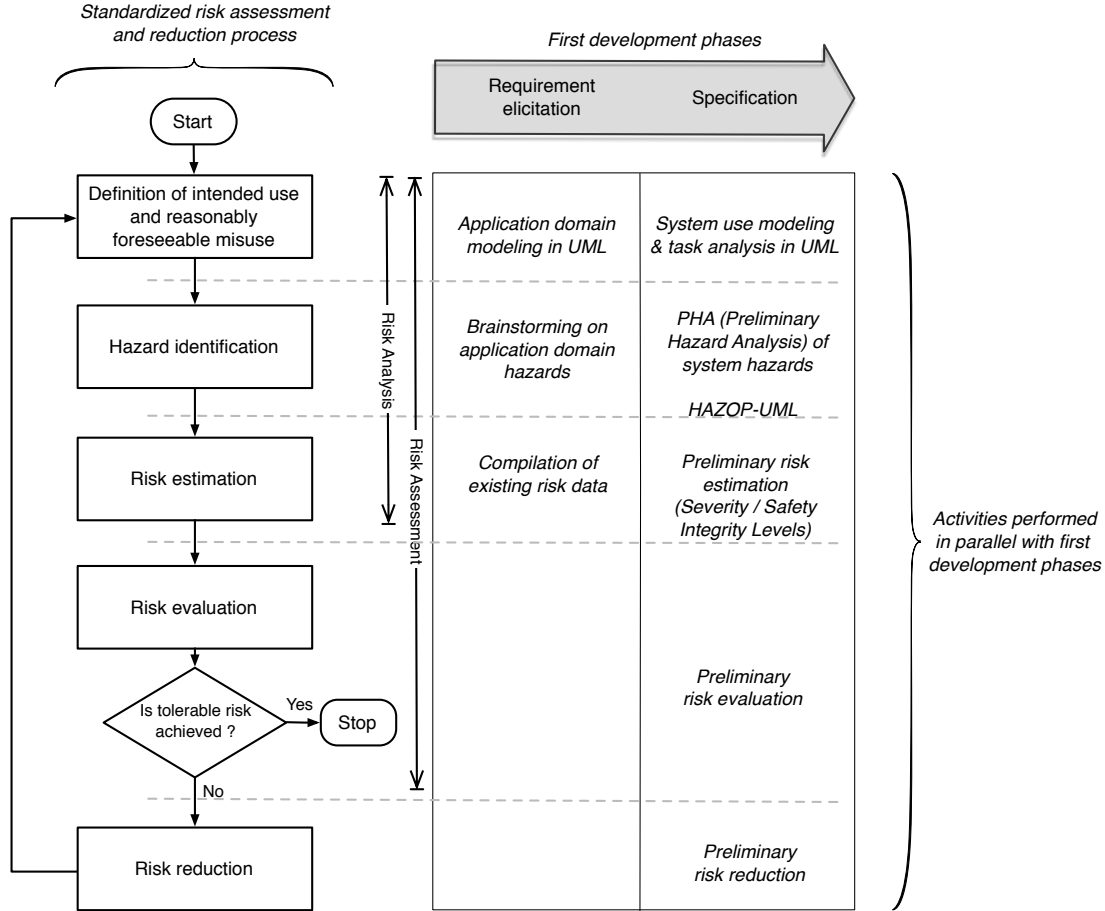 Standardized risk assessment
and reduction process
First development phases
Requirement
elicitation
Specification
Start
Definition of intended use
and reasonably
foreseeable misuse
Application domain
modeling in UML
System use modeling
& task analysis in UML
Hazard identification
Brainstorming on
application domain
hazards
PHA (Preliminary
Hazard Analysis) of
system hazards
HAZOP-UML
Risk Analysis
Risk Assessment
Risk estimation
Compilation of
existing risk data
Preliminary risk
estimation
(Severity / Safety
Integrity Levels)
Activities performed
in parallel with first
development phases
Risk evaluation
Is tolerable risk
achieved ?
Yes
Stop
No
Preliminary
risk evaluation
Risk reduction
Preliminary
risk reduction